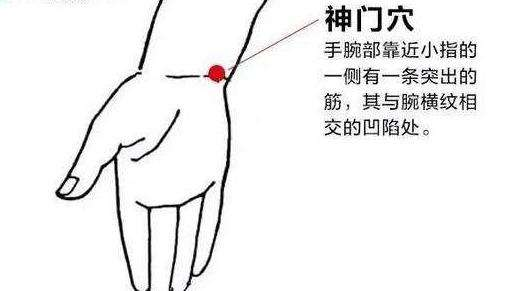 神门穴
手腕部靠近小指的
一侧有一条突出的
筋，其与腕横纹相
交的凹陷处。